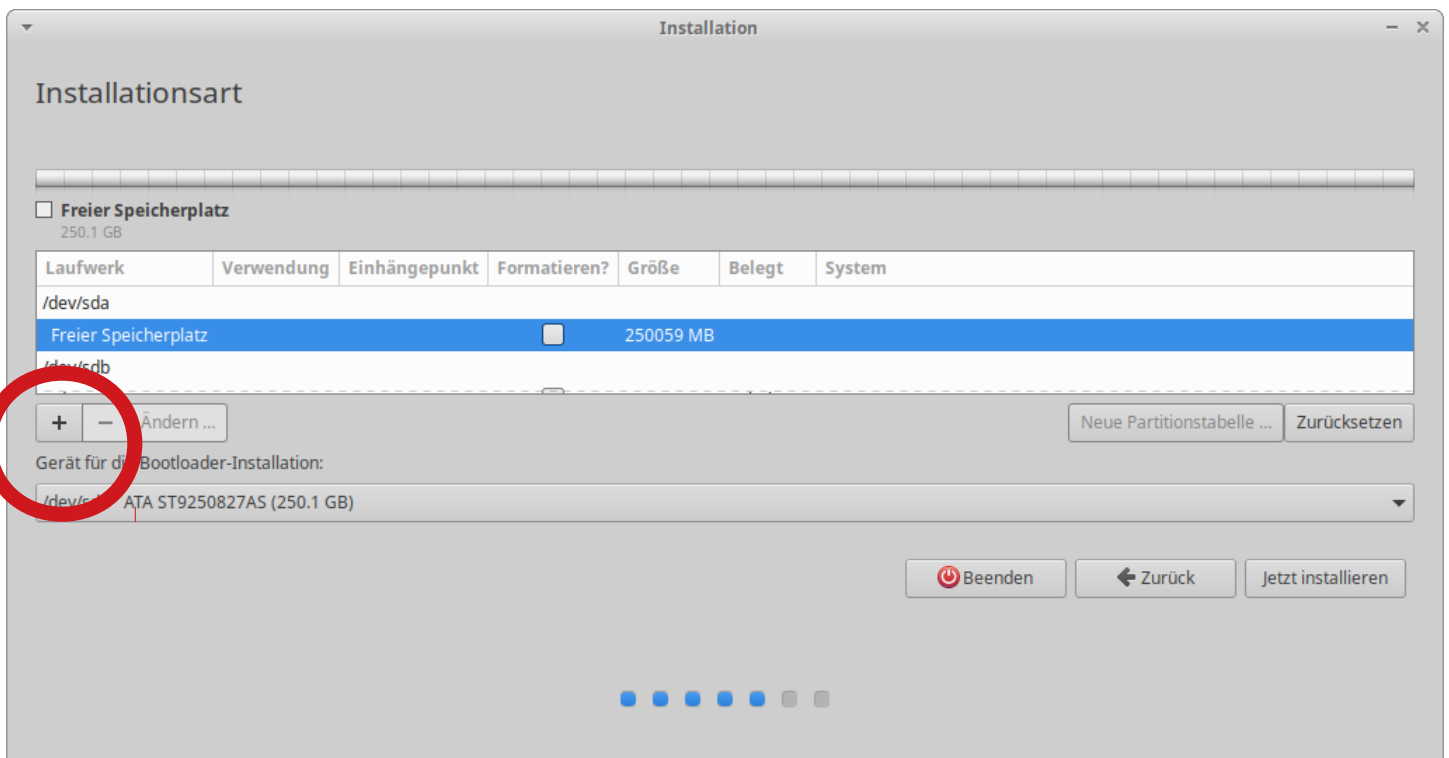 Installation
Installationsart
Freier Speicherplatz
250.1 GB
Laufwerk Verwendung Einhängepunkt Formatieren? Größe Belegt System
/dev/sda
Freier Speicherplatz 250059 MB
/dev/sdb
+ − Ändern ... Neue Partitionstabelle ... Zurücksetzen
Gerät für die Bootloader-Installation:
ATA ST9250827AS (250.1 GB)
Beenden Zurück Jetzt installieren